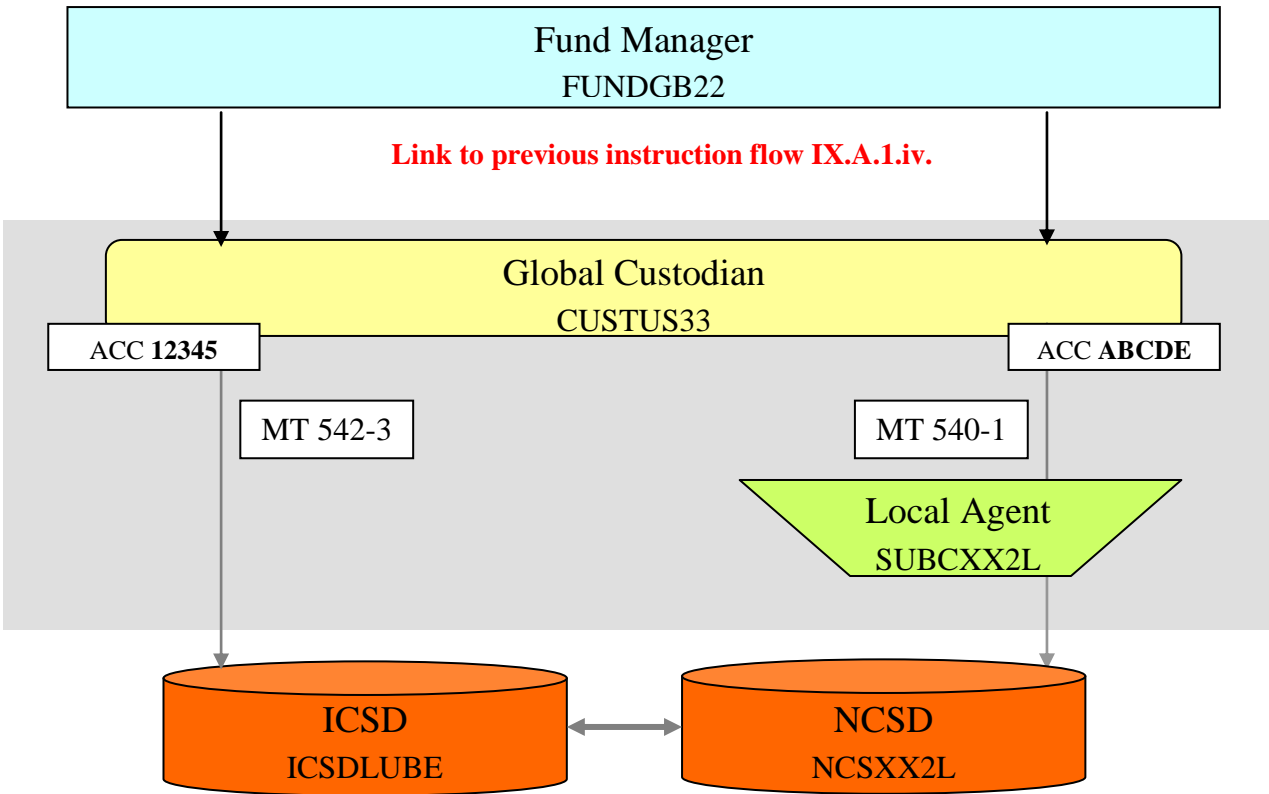 Fund Manager
FUNDGB22
Link to previous instruction flow IX.A.1.iv.
Global Custodian
CUSTUS33
ACC 12345
ACC ABCDE
MT 542-3
MT 540-1
Local Agent
SUBCXX2L
ICSD
ICSDLUBE
NCSD
NCSXX2L